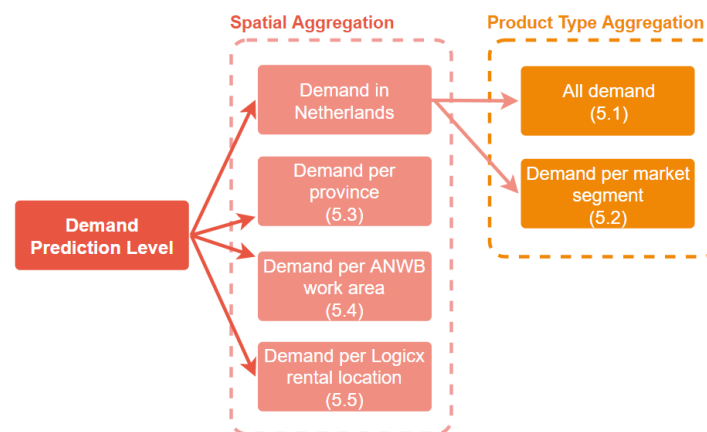 Spatial Aggregation
Product Type Aggregation
Demand in
Netherlands
All demand
(5.1)
Demand per
province
(5.3)
Demand per market
segment
(5.2)
Demand
Prediction Level
Demand per ANWB
work area
(5.4)
Demand per Logicx
rental location
(5.5)